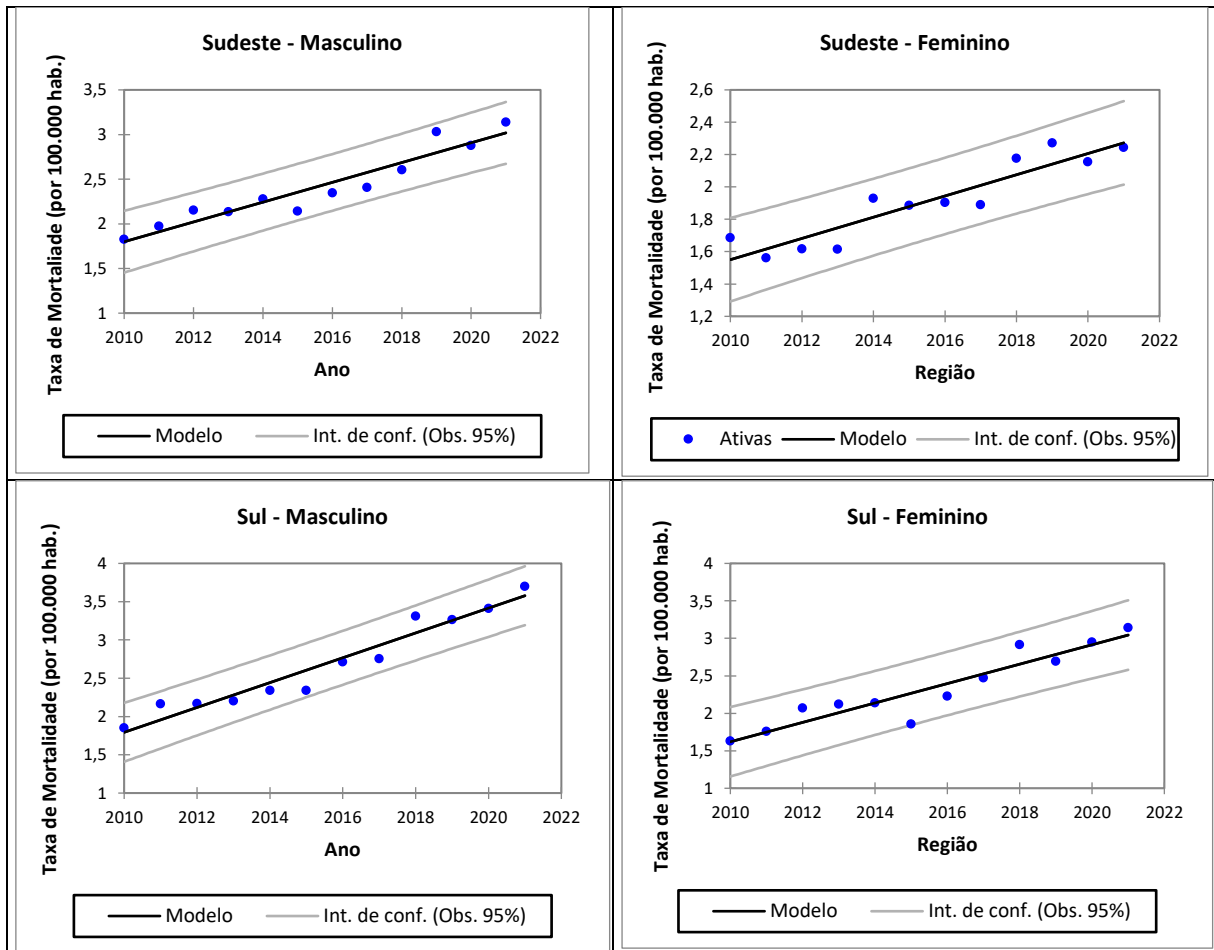 Sudeste - Masculino
Taxa de Mortaliade (por 100.000 hab.)
3,5
3
2,5
2
1,5
1
2010 2012 2014 2016 2018 2020 2022
Ano
Modelo Int. de conf. (Obs. 95%)
Sudeste - Feminino
Taxa de Mortalidade (por 100.000 hab.)
2,6
2,4
2,2
2
1,8
1,6
1,4
1,2
2010 2012 2014 2016 2018 2020 2022
Região
Ativas Modelo Int. de conf. (Obs. 95%)
Sul - Masculino
Taxa de Mortalidade (por 100.000 hab.)
4
3,5
3
2,5
2
1,5
1
2010 2012 2014 2016 2018 2020 2022
Ano
Modelo Int. de conf. (Obs. 95%)
Sul - Feminino
Taxa de Mortalidade (por 100.000 hab.)
4
3,5
3
2,5
2
1,5
1
2010 2012 2014 2016 2018 2020 2022
Região
Modelo Int. de conf. (Obs. 95%)